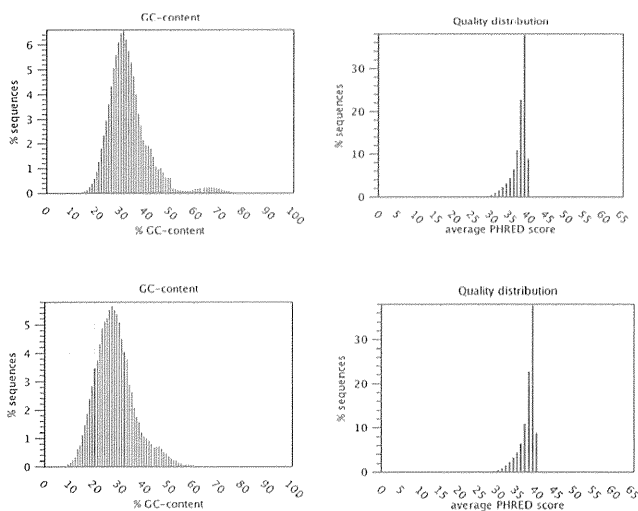 GC-content
% sequences
6
5
4
3
2
1
0
0 10 20 30 40 50 60 70 80 90 100
% GC-content
Quality distribution
% sequences
30
20
10
0
0 5 10 15 20 25 30 35 40 45 50 55 60 65
average PHRED score
GC-content
% sequences
5
4
3
2
1
0
0 10 20 30 40 50 60 70 80 90 100
% GC-content
Quality distribution
% sequences
30
20
10
0
0 5 10 15 20 25 30 35 40 45 50 55 60 65
average PHRED score